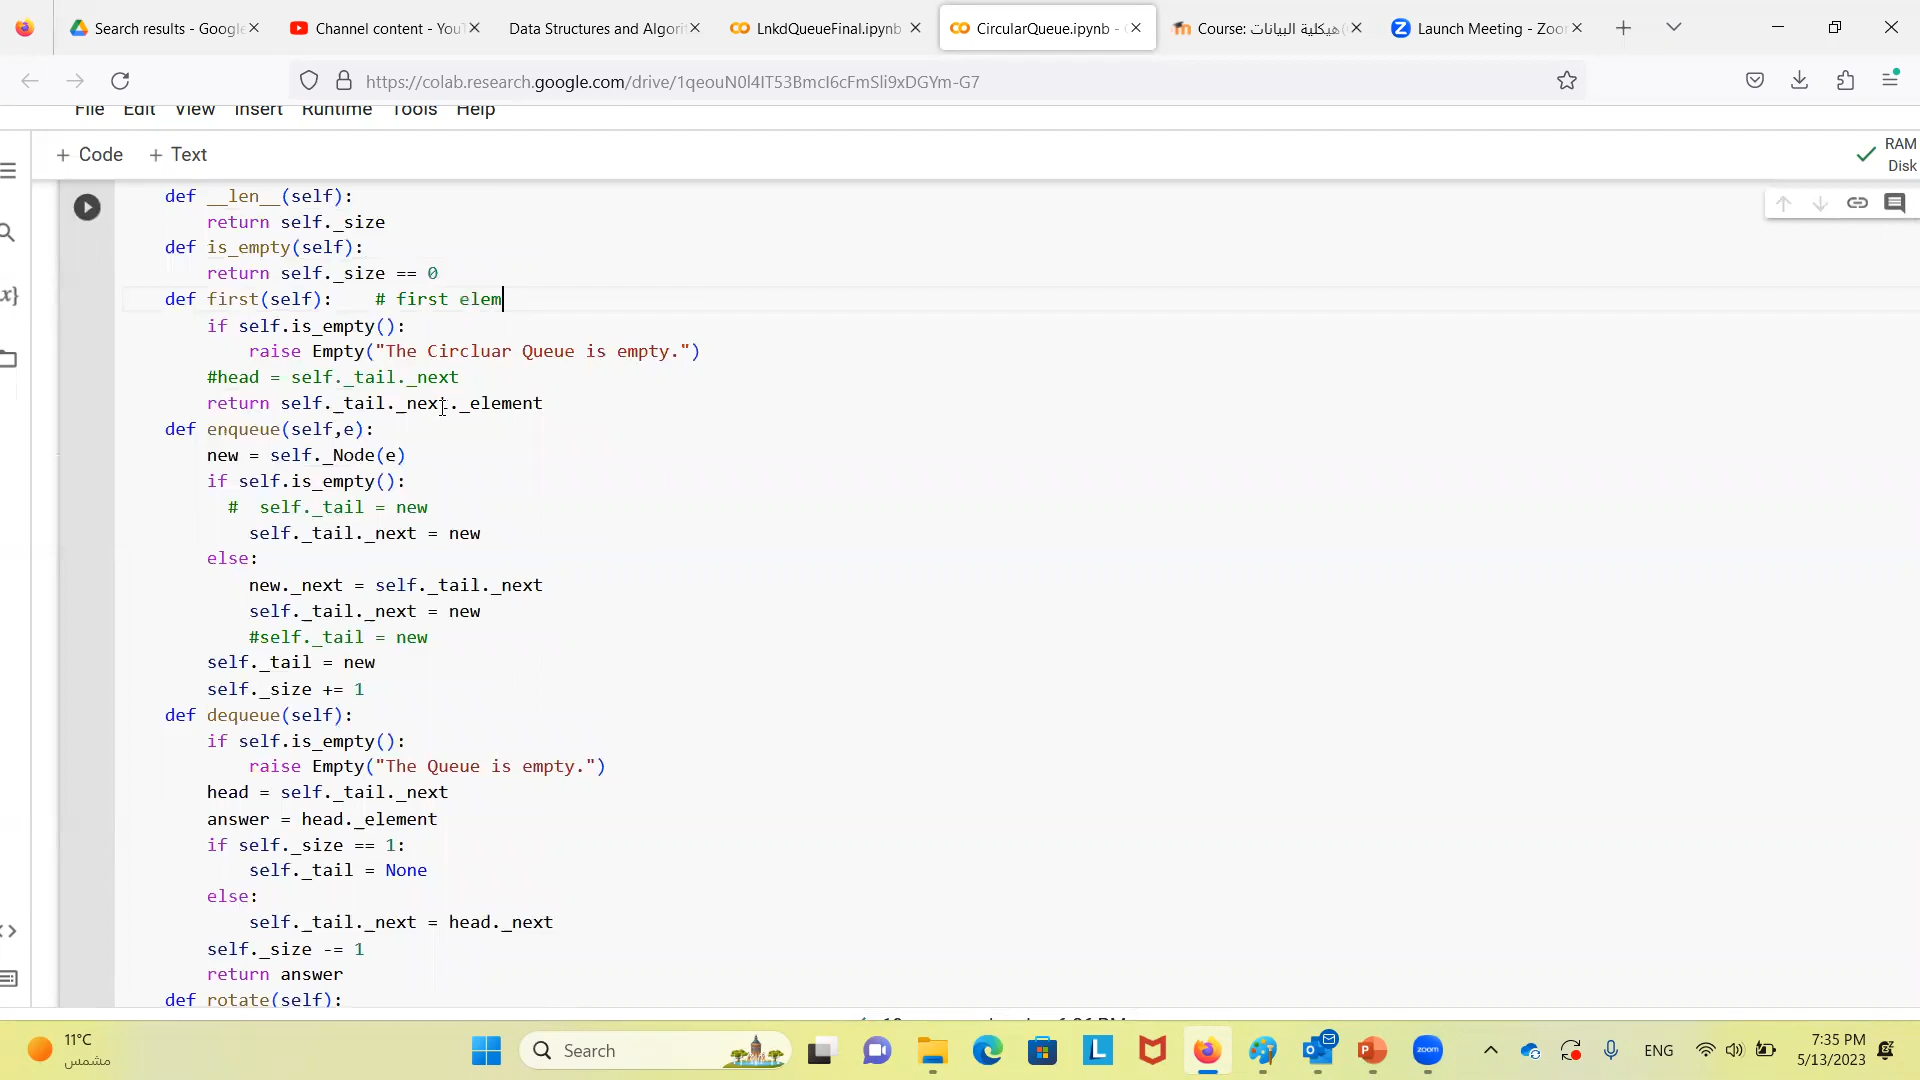 Search results - Google
Channel content - YouT
Data Structures and Algorit
LnkdQueueFinal.ipynb
CircularQueue.ipynb -
Course: هيكلية البيانات
Launch Meeting - Zoo
https://colab.research.google.com/drive/1qeouN0l4IT53BmcI6cFmSli9xDGYm-G7
File Edit View Insert Runtime Tools Help
+ Code + Text
RAM
Disk
def __len__(self):
return self._size
def is_empty(self):
return self._size == 0
def first(self): # first elem
if self.is_empty():
raise Empty("The Circluar Queue is empty.")
#head = self._tail._next
return self._tail._next._element
def enqueue(self,e):
new = self._Node(e)
if self.is_empty():
# self._tail = new
self._tail._next = new
else:
new._next = self._tail._next
self._tail._next = new
#self._tail = new
self._tail = new
self._size += 1
def dequeue(self):
if self.is_empty():
raise Empty("The Queue is empty.")
head = self._tail._next
answer = head._element
if self._size == 1:
self._tail = None
else:
self._tail._next = head._next
self._size -= 1
return answer
def rotate(self):
11°C
مشمس
Search
zoom
ENG
7:35 PM
5/13/2023